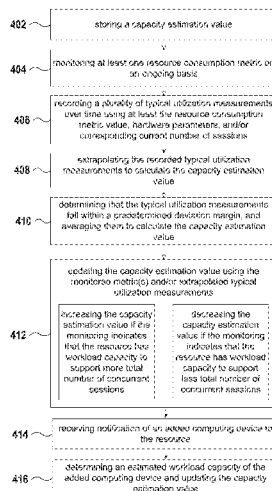 402
storing a capacity estimation value
404
monitoring at least one resource consumption metric on
an ongoing basis
406
recording a plurality of typical utilization measurements
over time using at least the resource consumption
metric value, hardware parameters, and/or
corresponding current number of sessions
408
extrapolating the recorded typical utilization
measurements to calculate the capacity estimation
value
410
determining that the typical utilization measurements
fall within a predetermined deviation margin, and
averaging them to calculate the capacity estimation
value
412
updating the capacity estimation value using the
monitored metric(s) and/or extrapolated typical
utilization measurements
increasing the capacity
estimation value if the
monitoring indicates
that the resource has
workload capacity to
support more total
number of concurrent
sessions
decreasing the
capacity estimation
value if the monitoring
indicates that the
resource has workload
capacity to support
less total number of
concurrent sessions
414
receiving notification of an added computing device to
the resource
416
determining an estimated workload capacity of the
added computing device and updating the capacity
estimation value